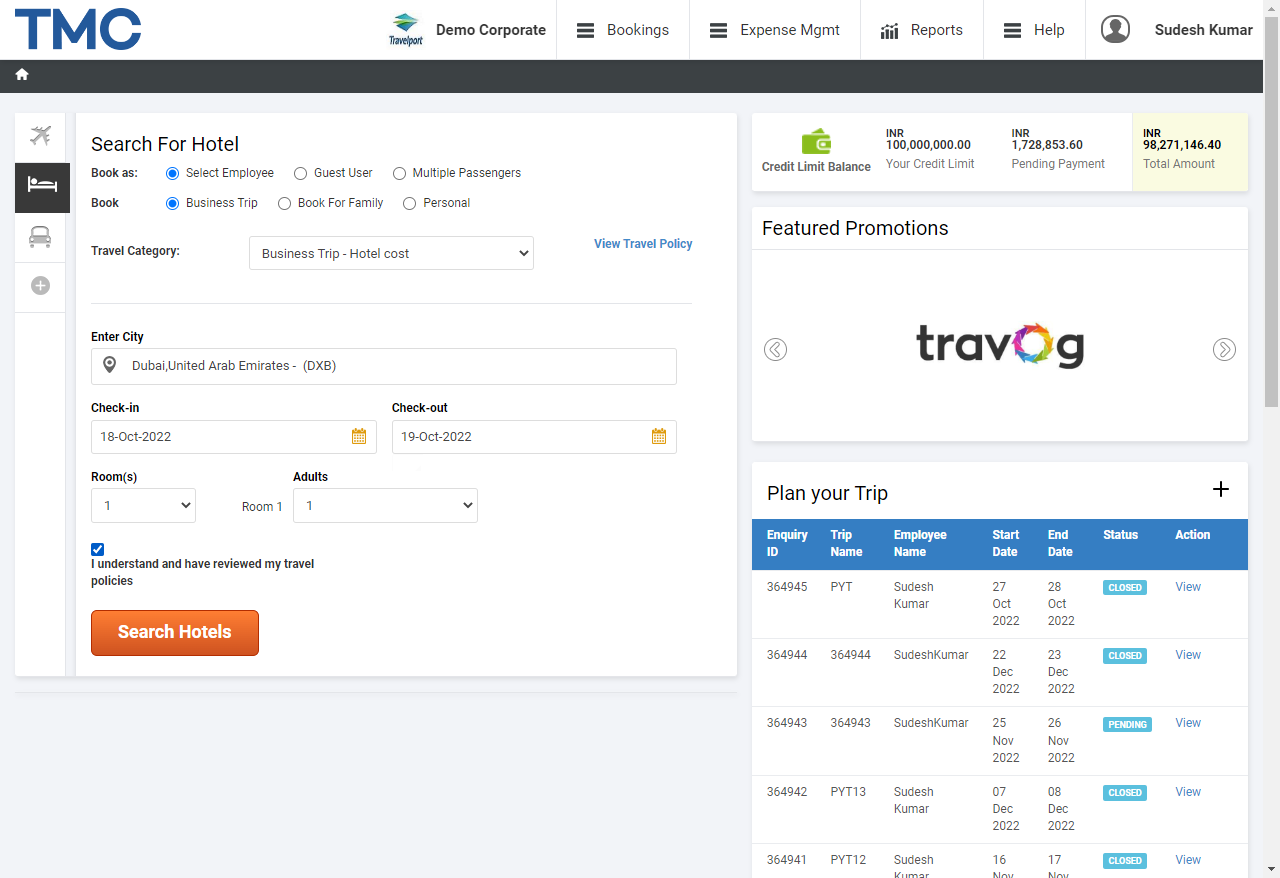 TMC
Travelport
Demo Corporate
Bookings
Expense Mgmt
Reports
Help
Sudesh Kumar
Search For Hotel
Book as: Select Employee Guest User Multiple Passengers
Book Business Trip Book For Family Personal
Travel Category: Business Trip - Hotel cost View Travel Policy
Enter City
Dubai,United Arab Emirates - (DXB)
Check-in Check-out
18-Oct-2022 19-Oct-2022
Room(s) Adults
1 Room 1 1
I understand and have reviewed my travel
policies
Search Hotels
Credit Limit Balance
INR
100,000,000.00
Your Credit Limit
INR
1,728,853.60
Pending Payment
INR
98,271,146.40
Total Amount
Featured Promotions
travog
Plan your Trip
Enquiry ID Trip Name Employee Name Start Date End Date Status Action
364945 PYT Sudesh Kumar 27 Oct 2022 28 Oct 2022 CLOSED View
364944 364944 SudeshKumar 22 Dec 2022 23 Dec 2022 CLOSED View
364943 364943 SudeshKumar 25 Nov 2022 26 Nov 2022 PENDING View
364942 PYT13 Sudesh Kumar 07 Dec 2022 08 Dec 2022 CLOSED View
364941 PYT12 Sudesh Kumar 16 Nov 17 Nov CLOSED View